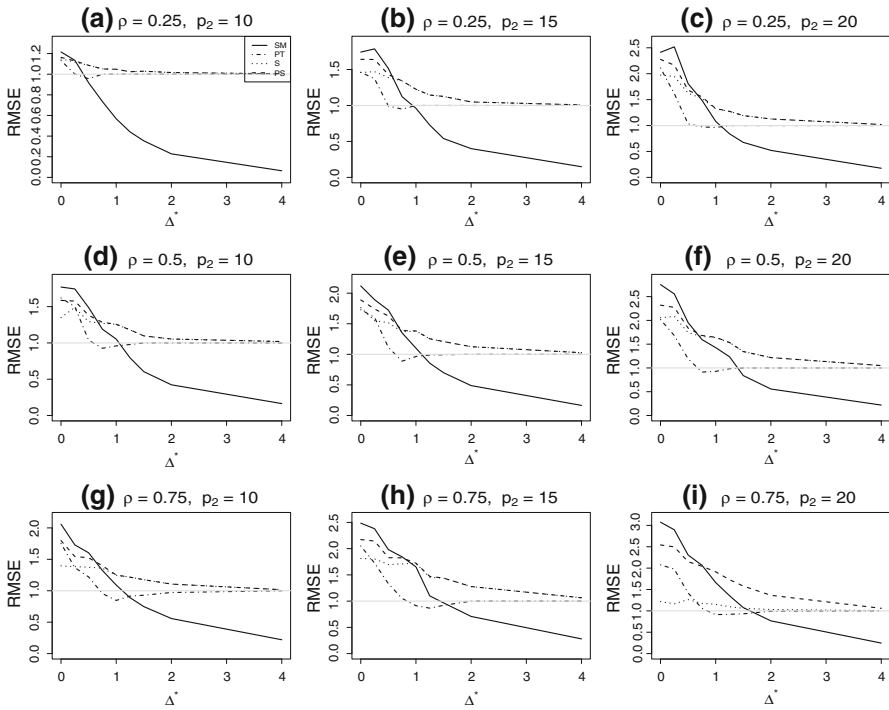 (a) ρ = 0.25, p₂ = 10
RMSE
0.0 0.2 0.4 0.6 0.8 1.0 1.2
SM
PT
S
PS
0 1 2 3 4
Δ*
(b) ρ = 0.25, p₂ = 15
RMSE
0.5 1.0 1.5
0 1 2 3 4
Δ*
(c) ρ = 0.25, p₂ = 20
RMSE
0.5 1.0 1.5 2.0 2.5
0 1 2 3 4
Δ*
(d) ρ = 0.5, p₂ = 10
RMSE
0.0 0.5 1.0 1.5
0 1 2 3 4
Δ*
(e) ρ = 0.5, p₂ = 15
RMSE
0.0 0.5 1.0 1.5 2.0
0 1 2 3 4
Δ*
(f) ρ = 0.5, p₂ = 20
RMSE
0.0 0.5 1.0 1.5 2.0 2.5
0 1 2 3 4
Δ*
(g) ρ = 0.75, p₂ = 10
RMSE
0.0 0.5 1.0 1.5 2.0
0 1 2 3 4
Δ*
(h) ρ = 0.75, p₂ = 15
RMSE
0.0 0.5 1.0 1.5 2.0 2.5
0 1 2 3 4
Δ*
(i) ρ = 0.75, p₂ = 20
RMSE
0.0 0.5 1.0 1.5 2.0 2.5 3.0
0 1 2 3 4
Δ*